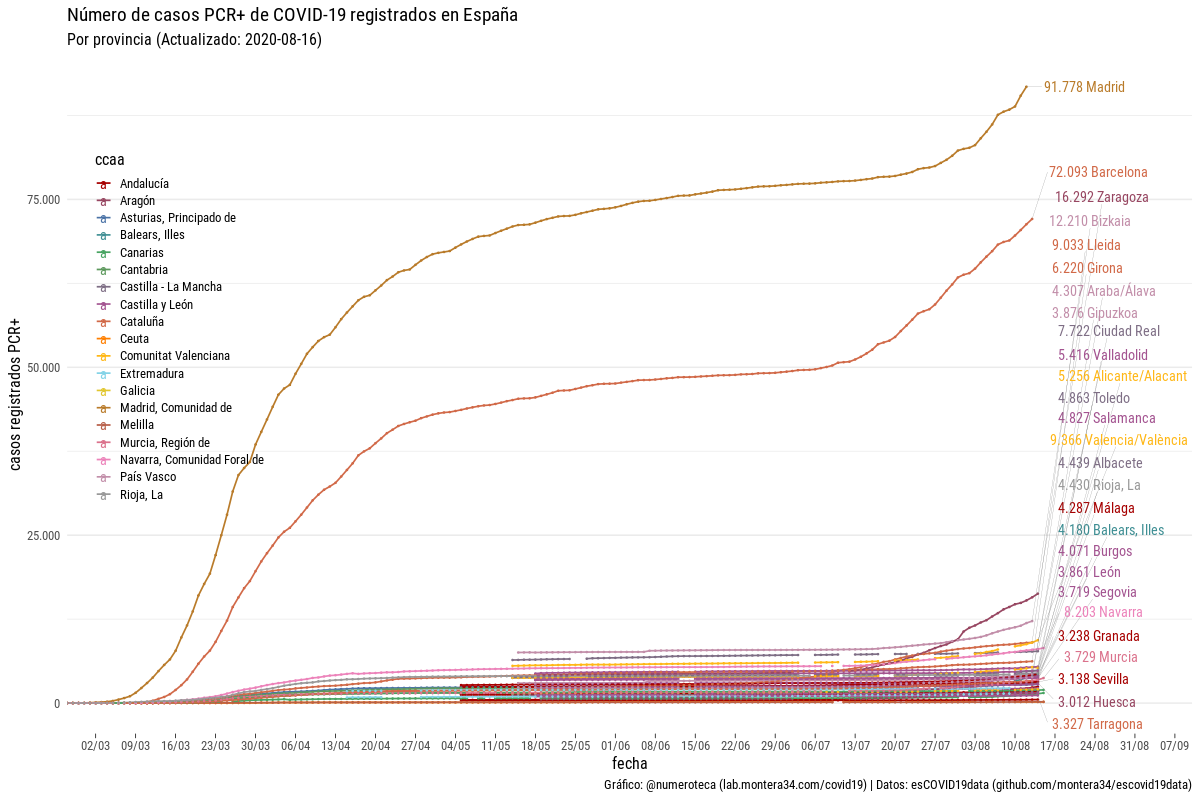 Número de casos PCR+ de COVID-19 registrados en España
Por provincia (Actualizado: 2020-08-16)
casos registrados PCR+
75.000
50.000
25.000
0
ccaa
Andalucía
Aragón
Asturias, Principado de
Balears, Illes
Canarias
Cantabria
Castilla - La Mancha
Castilla y León
Cataluña
Ceuta
Comunitat Valenciana
Extremadura
Galicia
Madrid, Comunidad de
Melilla
Murcia, Región de
Navarra, Comunidad Foral de
País Vasco
Rioja, La
91.778 Madrid
72.093 Barcelona
16.292 Zaragoza
12.210 Bizkaia
9.033 Lleida
6.220 Girona
4.307 Araba/Álava
3.876 Gipuzkoa
7.722 Ciudad Real
5.416 Valladolid
5.256 Alicante/Alacant
4.863 Toledo
4.827 Salamanca
9.366 Valencia/València
4.439 Albacete
4.430 Rioja, La
4.287 Málaga
4.180 Balears, Illes
4.071 Burgos
3.861 León
3.719 Segovia
8.203 Navarra
3.238 Granada
3.729 Murcia
3.138 Sevilla
3.012 Huesca
3.327 Tarragona
02/03 09/03 16/03 23/03 30/03 06/04 13/04 20/04 27/04 04/05 11/05 18/05 25/05 01/06 08/06 15/06 22/06 29/06 06/07 13/07 20/07 27/07 03/08 10/08 17/08 24/08 31/08 07/09
fecha
Gráfico: @numeroteca (lab.montera34.com/covid19) | Datos: esCOVID19data (github.com/montera34/escovid19data)